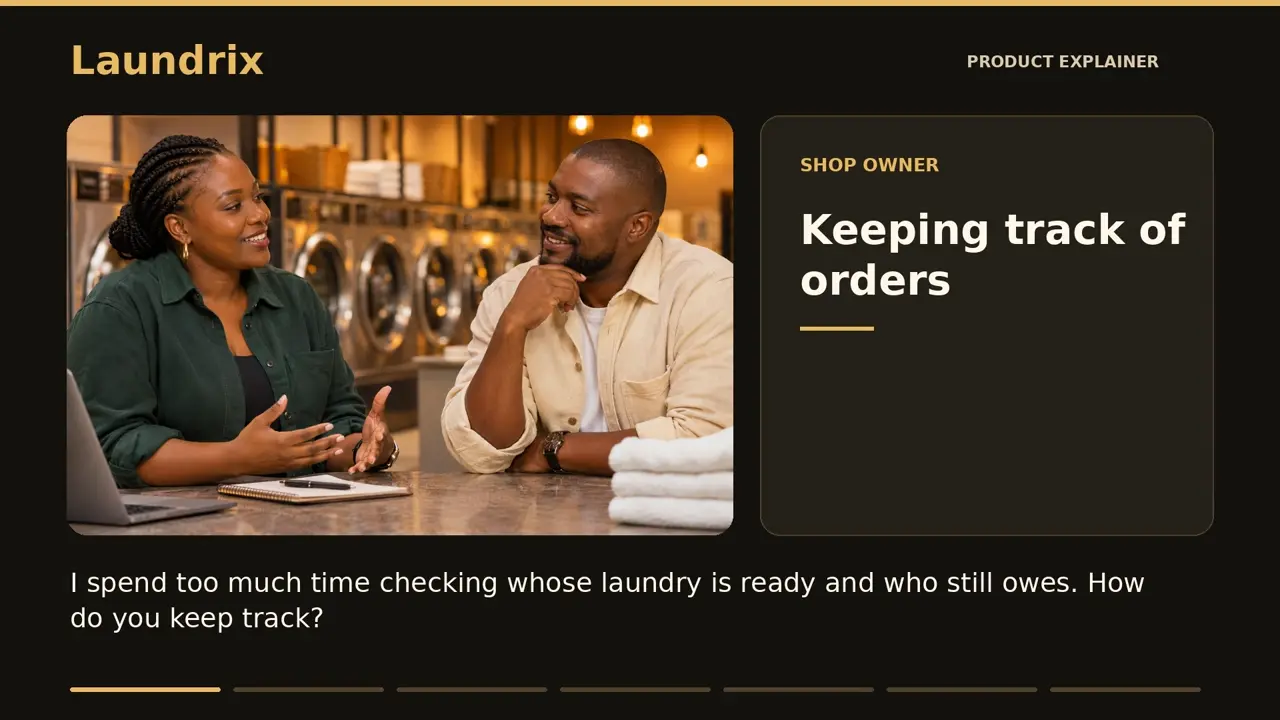 Laundrix
PRODUCT EXPLAINER
SHOP OWNER
Keeping track of
orders
I spend too much time checking whose laundry is ready and who still owes. How
do you keep track?